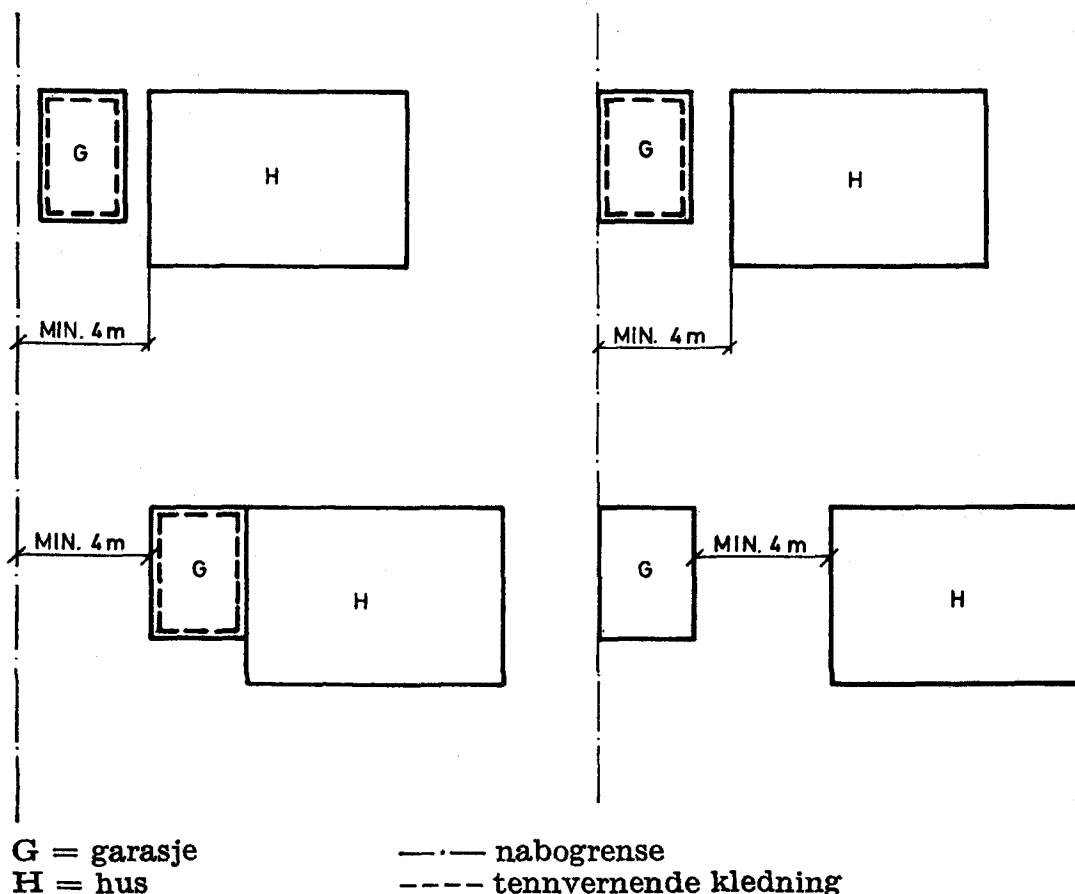 G
H
G
H
MIN. 4m
MIN. 4m
MIN. 4m
G
H
G
MIN. 4m
H
G = garasje
—·— nabogrense
H = hus
---- tennvernende kledning